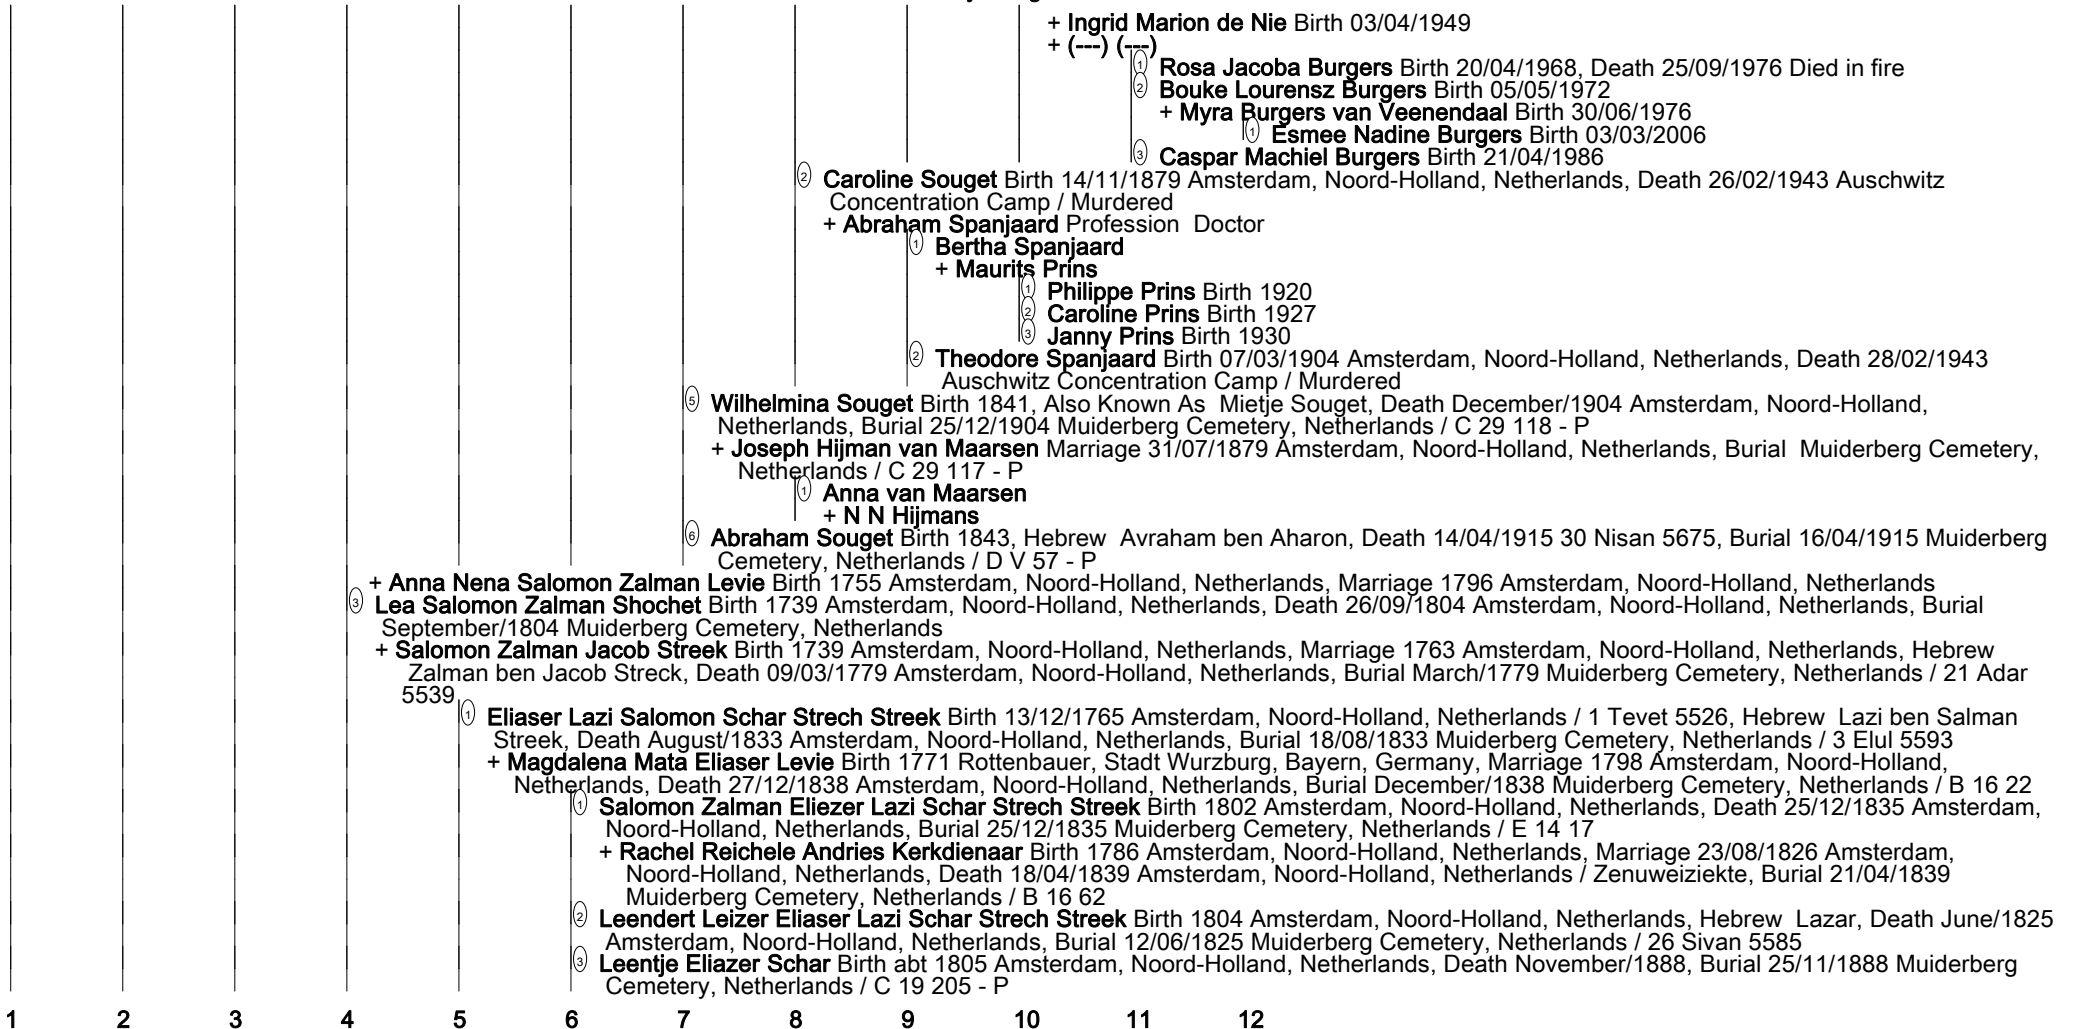 + Ingrid Marion de Nie Birth 03/04/1949
+ (---) (---)
1 Rosa Jacoba Burgers Birth 20/04/1968, Death 25/09/1976 Died in fire
2 Bouke Lourensz Burgers Birth 05/05/1972
+ Myra Burgers van Veenendaal Birth 30/06/1976
1 Esmee Nadine Burgers Birth 03/03/2006
3 Caspar Machiel Burgers Birth 21/04/1986
2 Caroline Souget Birth 14/11/1879 Amsterdam, Noord-Holland, Netherlands, Death 26/02/1943 Auschwitz
Concentration Camp / Murdered
+ Abraham Spanjaard Profession  Doctor
1 Bertha Spanjaard
+ Maurits Prins
1 Philippe Prins Birth 1920
2 Caroline Prins Birth 1927
3 Janny Prins Birth 1930
2 Theodore Spanjaard Birth 07/03/1904 Amsterdam, Noord-Holland, Netherlands, Death 28/02/1943
Auschwitz Concentration Camp / Murdered
5 Wilhelmina Souget Birth 1841, Also Known As  Mietje Souget, Death December/1904 Amsterdam, Noord-Holland,
Netherlands, Burial 25/12/1904 Muiderberg Cemetery, Netherlands / C 29 118 - P
+ Joseph Hijman van Maarsen Marriage 31/07/1879 Amsterdam, Noord-Holland, Netherlands, Burial  Muiderberg Cemetery,
Netherlands / C 29 117 - P
1 Anna van Maarsen
+ N N Hijmans
6 Abraham Souget Birth 1843, Hebrew  Avraham ben Aharon, Death 14/04/1915 30 Nisan 5675, Burial 16/04/1915 Muiderberg
Cemetery, Netherlands / D V 57 - P
+ Anna Nena Salomon Zalman Levie Birth 1755 Amsterdam, Noord-Holland, Netherlands, Marriage 1796 Amsterdam, Noord-Holland, Netherlands
3 Lea Salomon Zalman Shochet Birth 1739 Amsterdam, Noord-Holland, Netherlands, Death 26/09/1804 Amsterdam, Noord-Holland, Netherlands, Burial
September/1804 Muiderberg Cemetery, Netherlands
+ Salomon Zalman Jacob Streek Birth 1739 Amsterdam, Noord-Holland, Netherlands, Marriage 1763 Amsterdam, Noord-Holland, Netherlands, Hebrew
Zalman ben Jacob Streck, Death 09/03/1779 Amsterdam, Noord-Holland, Netherlands, Burial March/1779 Muiderberg Cemetery, Netherlands / 21 Adar
5539
1 Eliaser Lazi Salomon Schar Strech Streek Birth 13/12/1765 Amsterdam, Noord-Holland, Netherlands / 1 Tevet 5526, Hebrew  Lazi ben Salman
Streek, Death August/1833 Amsterdam, Noord-Holland, Netherlands, Burial 18/08/1833 Muiderberg Cemetery, Netherlands / 3 Elul 5593
+ Magdalena Mata Eliaser Levie Birth 1771 Rottenbauer, Stadt Wurzburg, Bayern, Germany, Marriage 1798 Amsterdam, Noord-Holland,
Netherlands, Death 27/12/1838 Amsterdam, Noord-Holland, Netherlands, Burial December/1838 Muiderberg Cemetery, Netherlands / B 16 22
1 Salomon Zalman Eliezer Lazi Schar Strech Streek Birth 1802 Amsterdam, Noord-Holland, Netherlands, Death 25/12/1835 Amsterdam,
Noord-Holland, Netherlands, Burial 25/12/1835 Muiderberg Cemetery, Netherlands / E 14 17
+ Rachel Reichele Andries Kerkdienaar Birth 1786 Amsterdam, Noord-Holland, Netherlands, Marriage 23/08/1826 Amsterdam,
Noord-Holland, Netherlands, Death 18/04/1839 Amsterdam, Noord-Holland, Netherlands / Zenuweiziekte, Burial 21/04/1839
Muiderberg Cemetery, Netherlands / B 16 62
2 Leendert Leizer Eliaser Lazi Schar Strech Streek Birth 1804 Amsterdam, Noord-Holland, Netherlands, Hebrew  Lazar, Death June/1825
Amsterdam, Noord-Holland, Netherlands, Burial 12/06/1825 Muiderberg Cemetery, Netherlands / 26 Sivan 5585
3 Leentje Eliazer Schar Birth abt 1805 Amsterdam, Noord-Holland, Netherlands, Death November/1888, Burial 25/11/1888 Muiderberg
Cemetery, Netherlands / C 19 205 - P
1 2 3 4 5 6 7 8 9 10 11 12